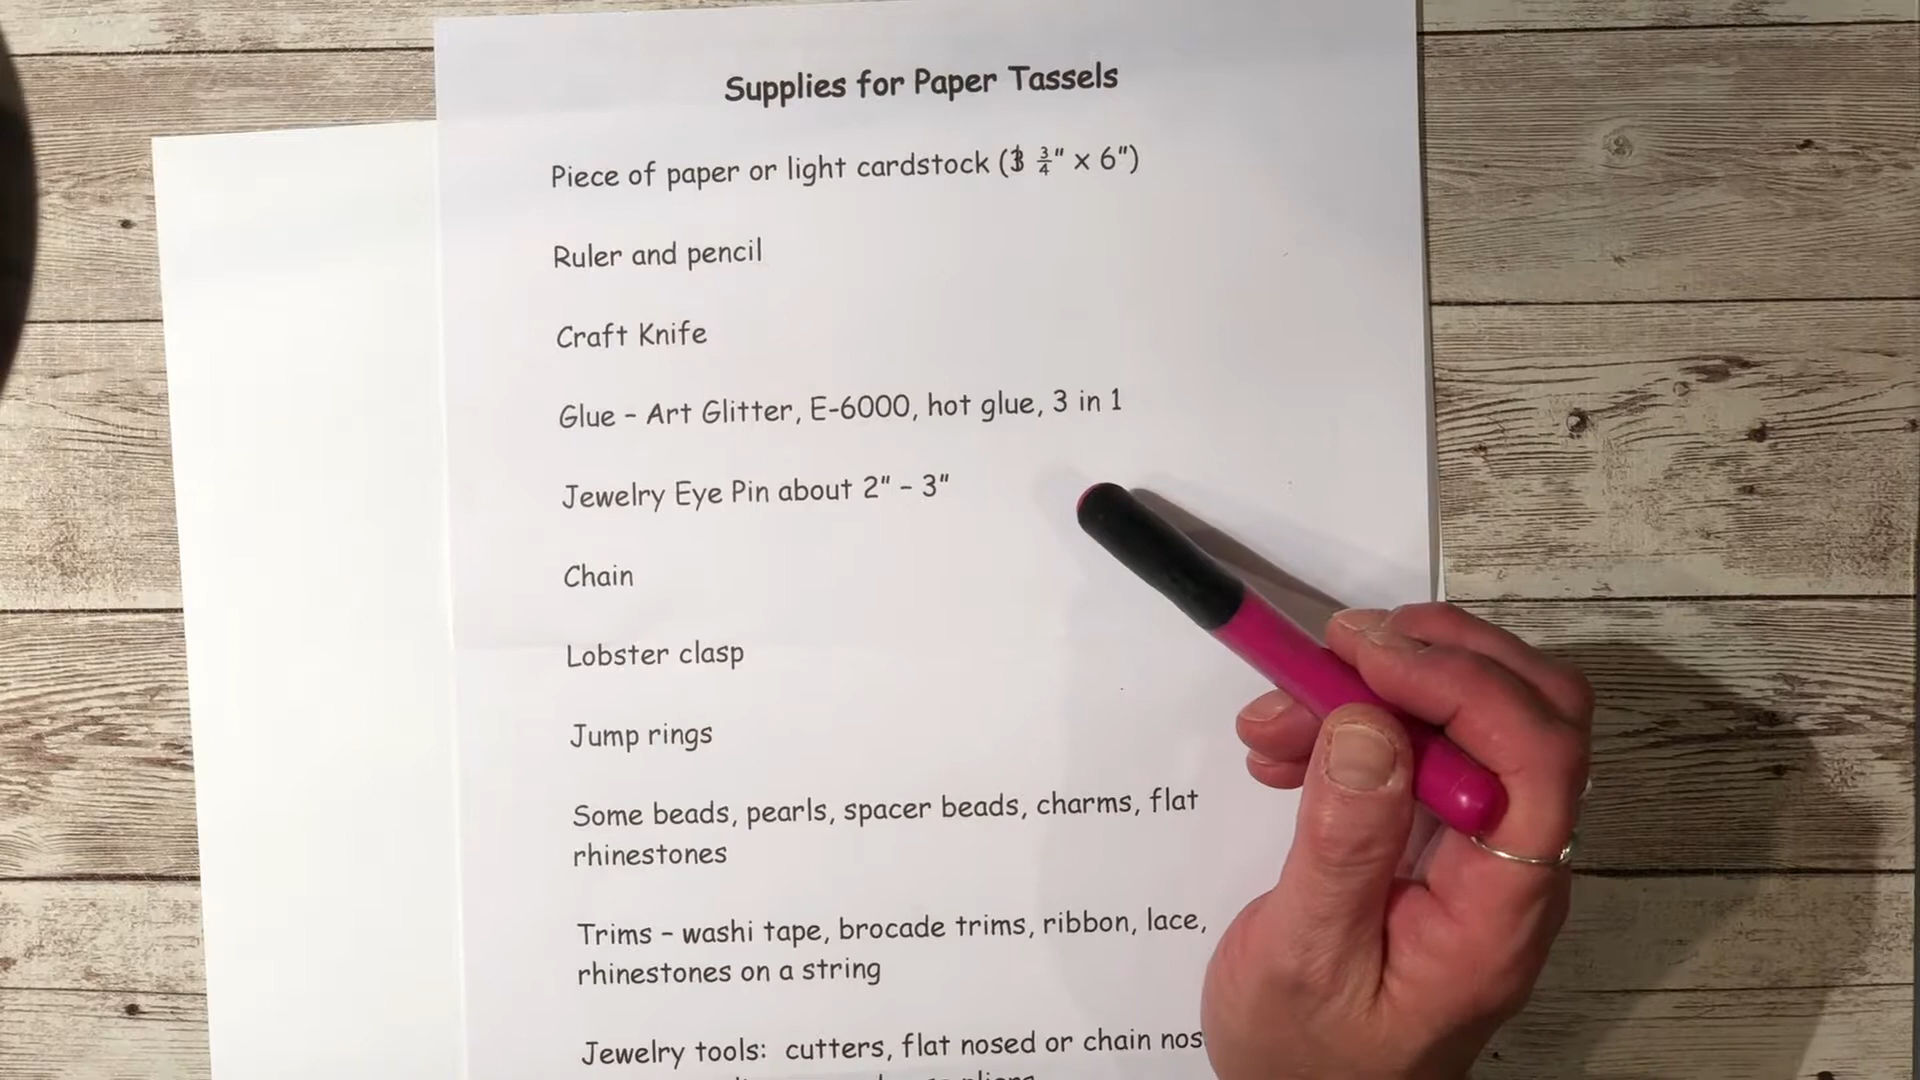 Supplies for Paper Tassels
Piece of paper or light cardstock (3 ¾" x 6")
Ruler and pencil
Craft Knife
Glue – Art Glitter, E-6000, hot glue, 3 in 1
Jewelry Eye Pin about 2" – 3"
Chain
Lobster clasp
Jump rings
Some beads, pearls, spacer beads, charms, flat
rhinestones
Trims – washi tape, brocade trims, ribbon, lace,
rhinestones on a string
Jewelry tools: cutters, flat nosed or chain nos